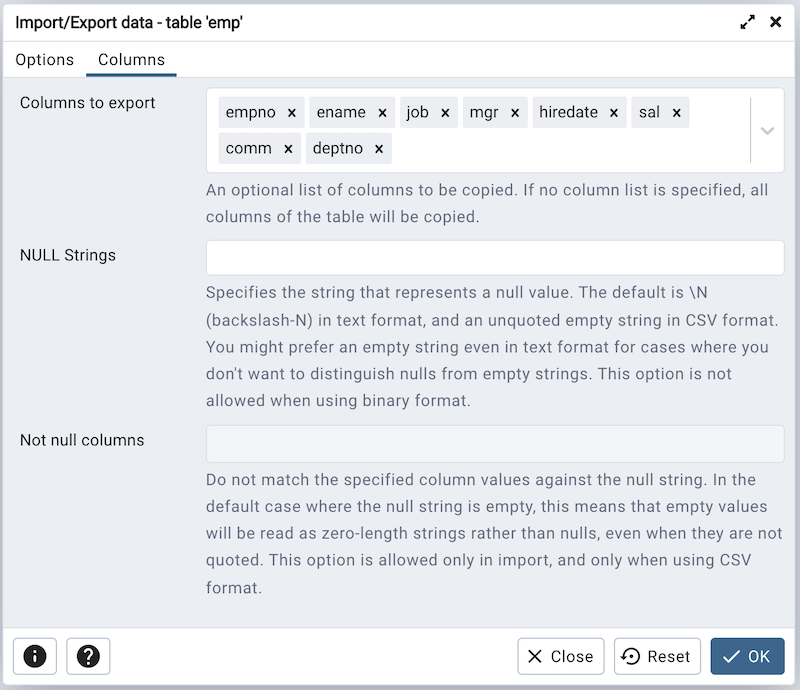 Import/Export data - table 'emp'
Options Columns
Columns to export
empno × ename × job × mgr × hiredate × sal ×
comm × deptno ×
An optional list of columns to be copied. If no column list is specified, all
columns of the table will be copied.
NULL Strings
Specifies the string that represents a null value. The default is \N
(backslash-N) in text format, and an unquoted empty string in CSV format.
You might prefer an empty string even in text format for cases where you
don't want to distinguish nulls from empty strings. This option is not
allowed when using binary format.
Not null columns
Do not match the specified column values against the null string. In the
default case where the null string is empty, this means that empty values
will be read as zero-length strings rather than nulls, even when they are not
quoted. This option is allowed only in import, and only when using CSV
format.
Close Reset OK